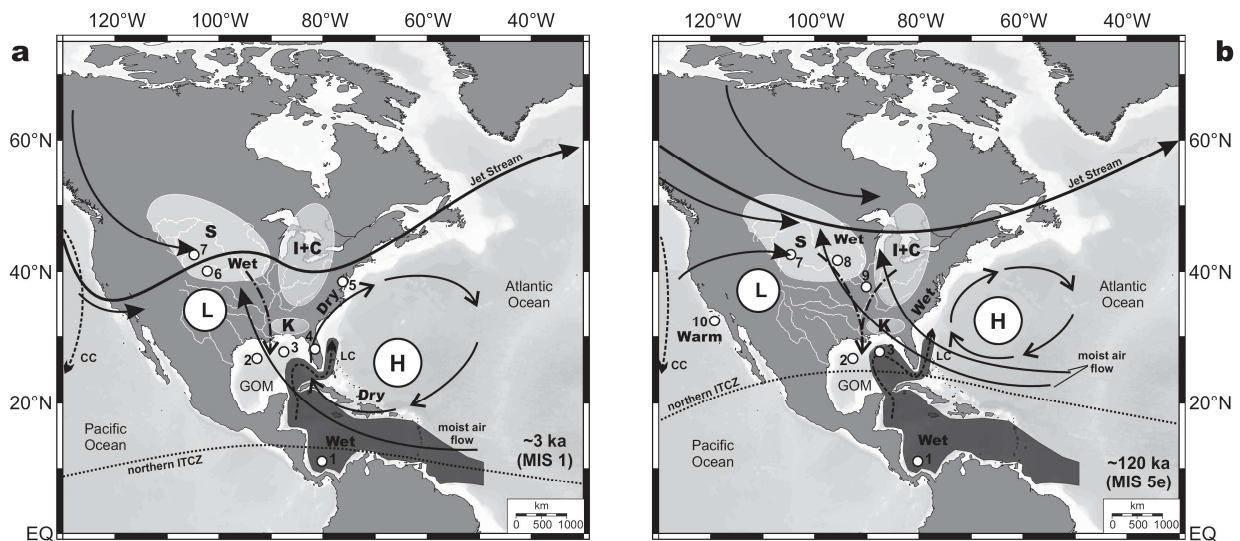 120°W 100°W 80°W 60°W 40°W
a
60°N
40°N
20°N
EQ
Jet Stream
S
7
6
Wet
I+C
5
Dry
L
K
4
3
2
LC
H
GOM
CC
Atlantic
Ocean
Dry
moist air
flow
Pacific
Ocean
Wet
1
northern ITCZ
~3 ka
(MIS 1)
km
0 500 1000
120°W 100°W 80°W 60°W 40°W
b
60°N
40°N
20°N
EQ
Jet Stream
S
7
Wet
8
I+C
9
L
Wet
10
Warm
K
3
2
LC
H
GOM
CC
Atlantic
Ocean
moist air
flow
northern ITCZ
Pacific
Ocean
Wet
1
~120 ka
(MIS 5e)
km
0 500 1000